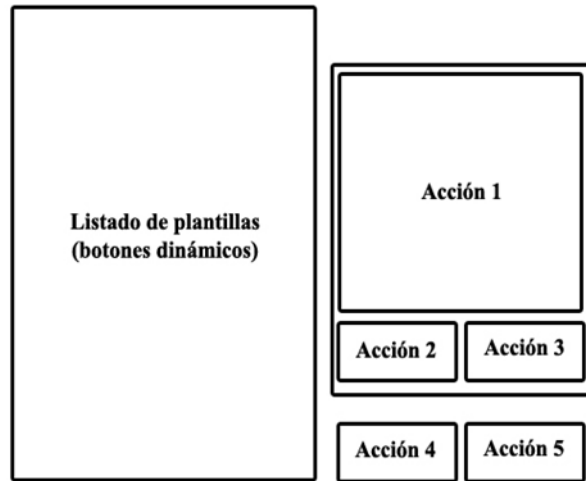 Listado de plantillas
(botones dinámicos)
Acción 1
Acción 2
Acción 3
Acción 4
Acción 5